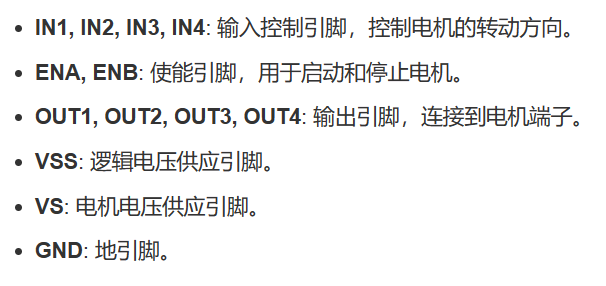 IN1, IN2, IN3, IN4: 输入控制引脚，控制电机的转动方向。
ENA, ENB: 使能引脚，用于启动和停止电机。
OUT1, OUT2, OUT3, OUT4: 输出引脚，连接到电机端子。
VSS: 逻辑电压供应引脚。
VS: 电机电压供应引脚。
GND: 地引脚。